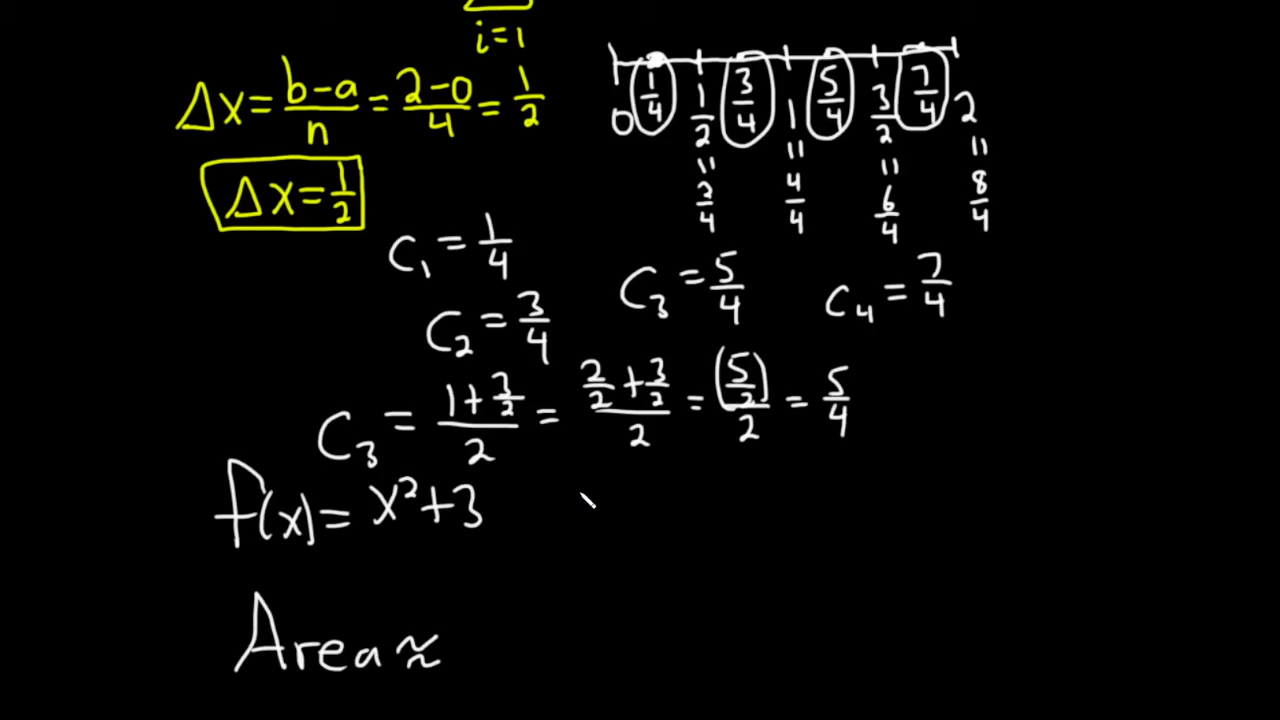 i=1
Δx = (b-a)/n = (2-0)/4 = 1/2
0 1/4 1/2 3/4 1 5/4 3/2 7/4 2
" " " "
2/4 4/4 6/4 8/4
Δx = 1/2
C₁ = 1/4
C₂ = 3/4
C₃ = 5/4
C₄ = 7/4
C₃ = (1 + 3/2)/2 = (2/2 + 3/2)/2 = (5/2)/2 = 5/4
f(x) = x² + 3
Area ≈